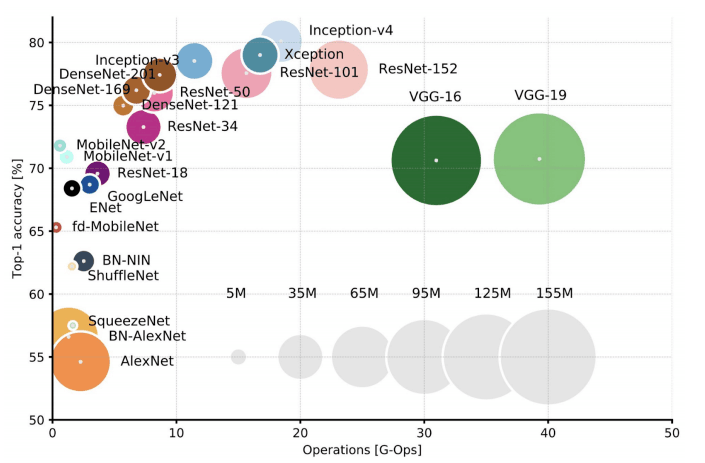 80
75
70
65
60
55
50
0
10
20
30
40
50
Top-1 accuracy [%]
Operations [G-Ops]
Inception-v4
Inception-v3
Xception
DenseNet-201
ResNet-101
ResNet-152
DenseNet-169
ResNet-50
DenseNet-121
VGG-16
VGG-19
ResNet-34
MobileNet-v2
MobileNet-v1
ResNet-18
GoogLeNet
ENet
fd-MobileNet
BN-NIN
ShuffleNet
5M
35M
65M
95M
125M
155M
SqueezeNet
BN-AlexNet
AlexNet